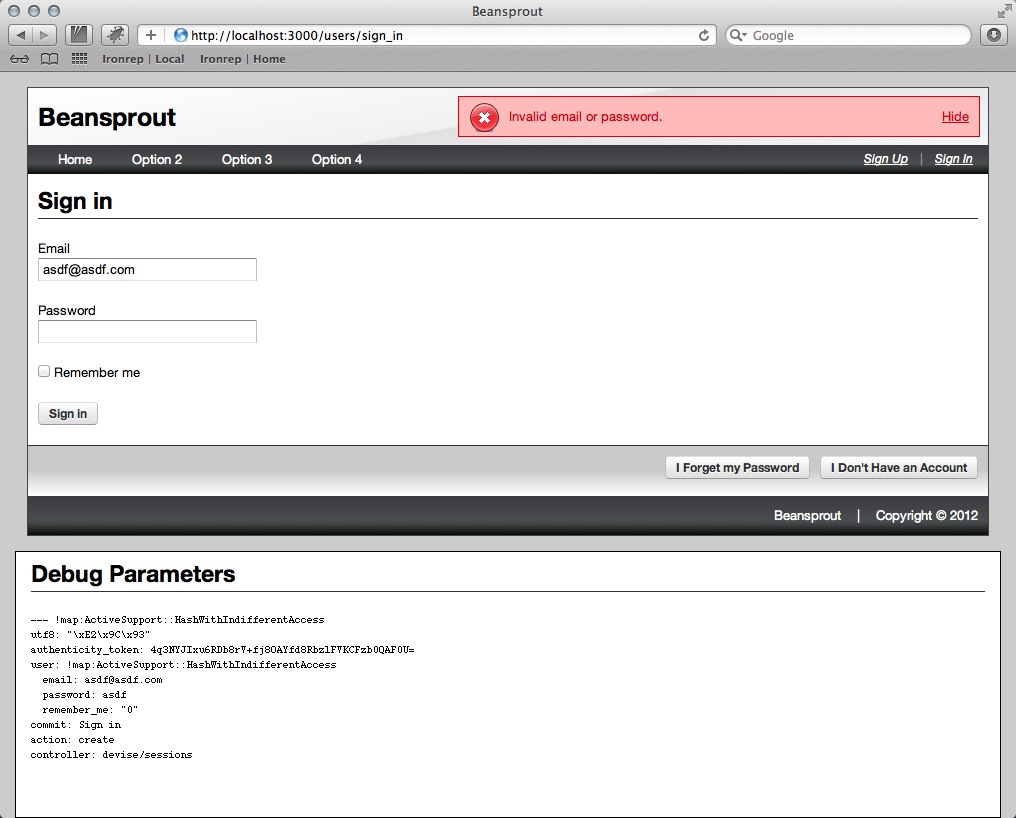 Beansprout
http://localhost:3000/users/sign_in
Google
Ironrep | Local Ironrep | Home
Beansprout
Invalid email or password.
Hide
Home Option 2 Option 3 Option 4 Sign Up | Sign In
Sign in
Email
asdf@asdf.com
Password
Remember me
Sign in
I Forget my Password I Don't Have an Account
Beansprout | Copyright © 2012
Debug Parameters
--- !map:ActiveSupport::HashWithIndifferentAccess
utf8: "\xE2\x9C\x93"
authenticity_token: 4q3NYJIxu6RDb8rV+fj8OAYfd8RbzlFVKCFzb0QAF0U=
user: !map:ActiveSupport::HashWithIndifferentAccess
email: asdf@asdf.com
password: asdf
remember_me: "0"
commit: Sign in
action: create
controller: devise/sessions